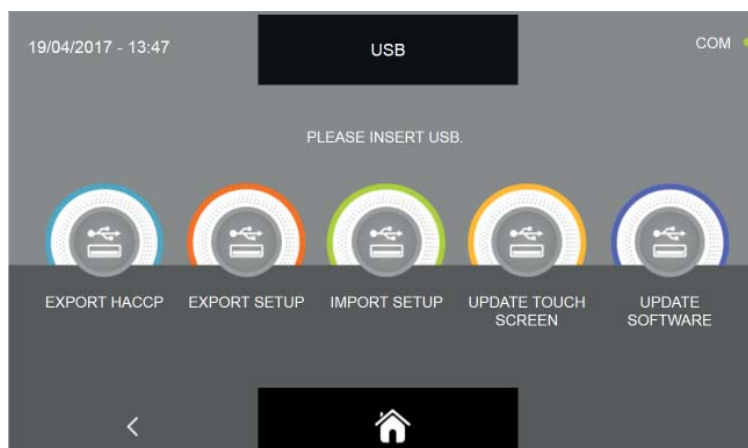 19/04/2017 - 13:47
USB
COM
PLEASE INSERT USB.
EXPORT HACCP
EXPORT SETUP
IMPORT SETUP
UPDATE TOUCH
SCREEN
UPDATE
SOFTWARE